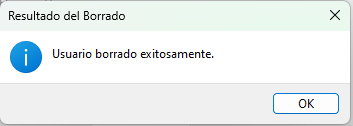 Resultado del Borrado
Usuario borrado exitosamente.
OK